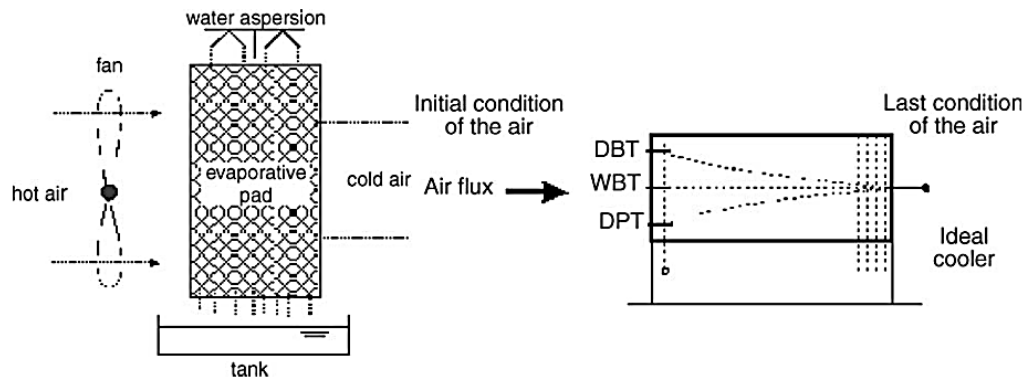 water aspersion
fan
hot air
evaporative
pad
cold air
tank
Initial condition
of the air
Air flux
DBT
WBT
DPT
Last condition
of the air
Ideal
cooler